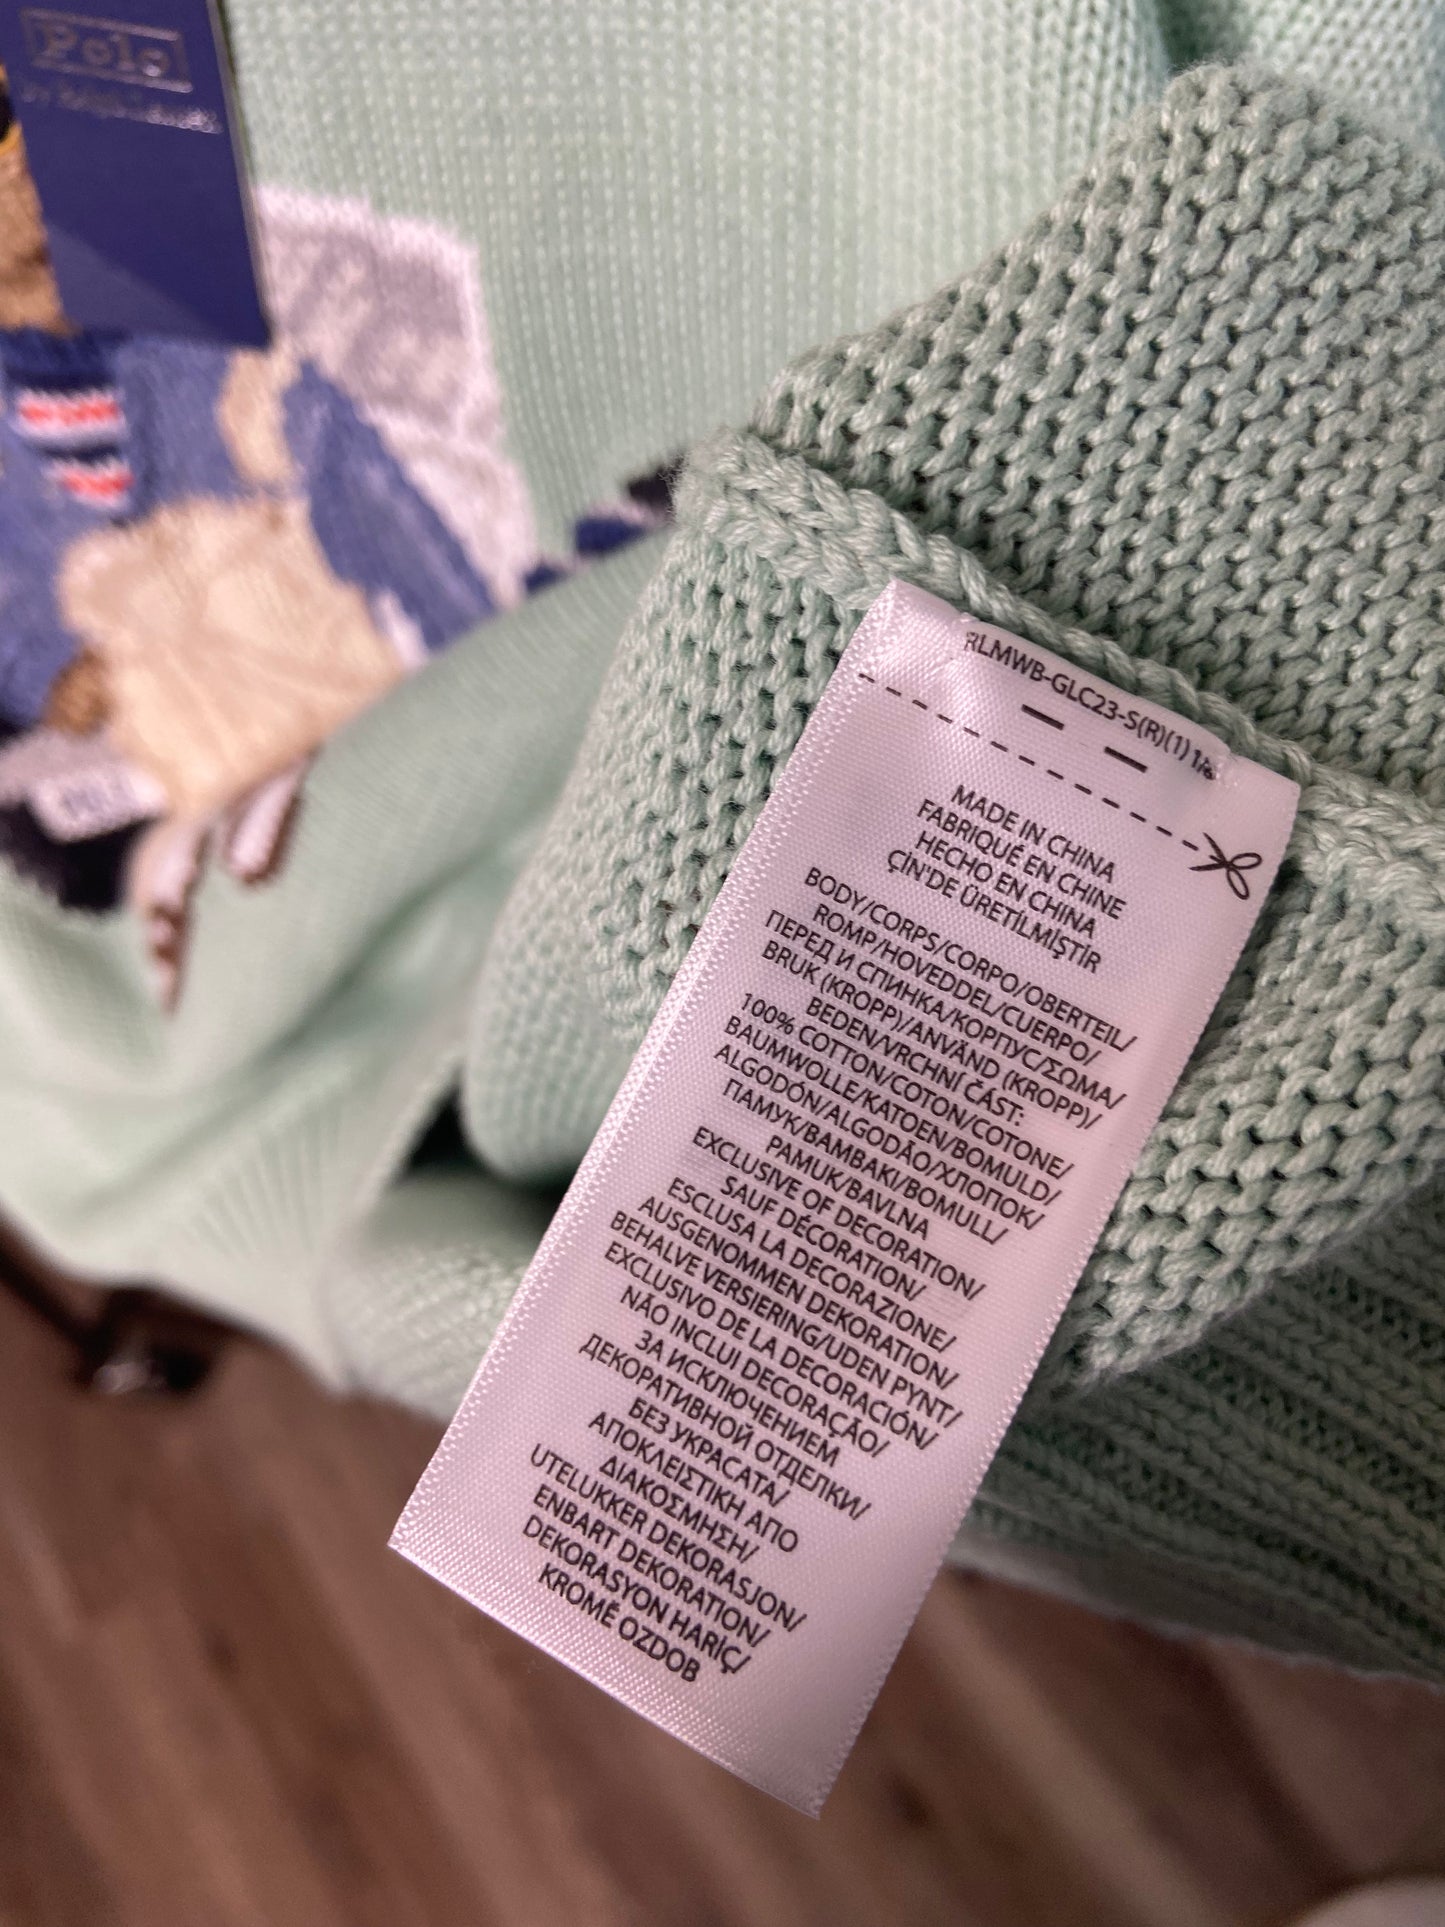 Polo
by Ralph Lauren
RLMWB-GLC23-S(R)(1)
MADE IN CHINA
FABRIQUÉ EN CHINE
HECHO EN CHINA
ÇİN'DE ÜRETİLMİŞTİR
BODY/CORPS/CORPO/OBERTEIL/
ROMP/HOVEDDEL/CUERPO/
ПЕРЕД И СПИНКА/КОРПУС/ΣΩΜΑ/
BRUK (KROPP)/ANVÄND (KROPP)/
BEDEN/VRCHNÍ ČÁST:
100% COTTON/COTON/COTONE/
BAUMWOLLE/KATOEN/BOMULD/
ALGODÓN/ALGODÃO/ХЛОПОК/
ПАМУК/BAMBAKI/BOMULL/
PAMUK/BAVLNA
EXCLUSIVE OF DECORATION/
SAUF DÉCORATION/
ESCLUSA LA DECORAZIONE/
AUSGENOMMEN DEKORATION/
BEHALVE VERSIERING/UDEN PYNT/
EXCLUSIVO DE LA DECORACIÓN/
NÃO INCLUI DECORAÇÃO/
ЗА ИСКЛЮЧЕНИЕМ
ДЕКОРАТИВНОЙ ОТДЕЛКИ/
БЕЗ УКРАСАТА/
ΑΠΟΚΛΕΙΣΤΙΚΗ ΑΠΟ
ΔΙΑΚΟΣΜΗΣΗ/
UTELUKKER DEKORASJON/
ENBART DEKORATION/
DEKORASYON HARİÇ/
KROMĚ OZDOB